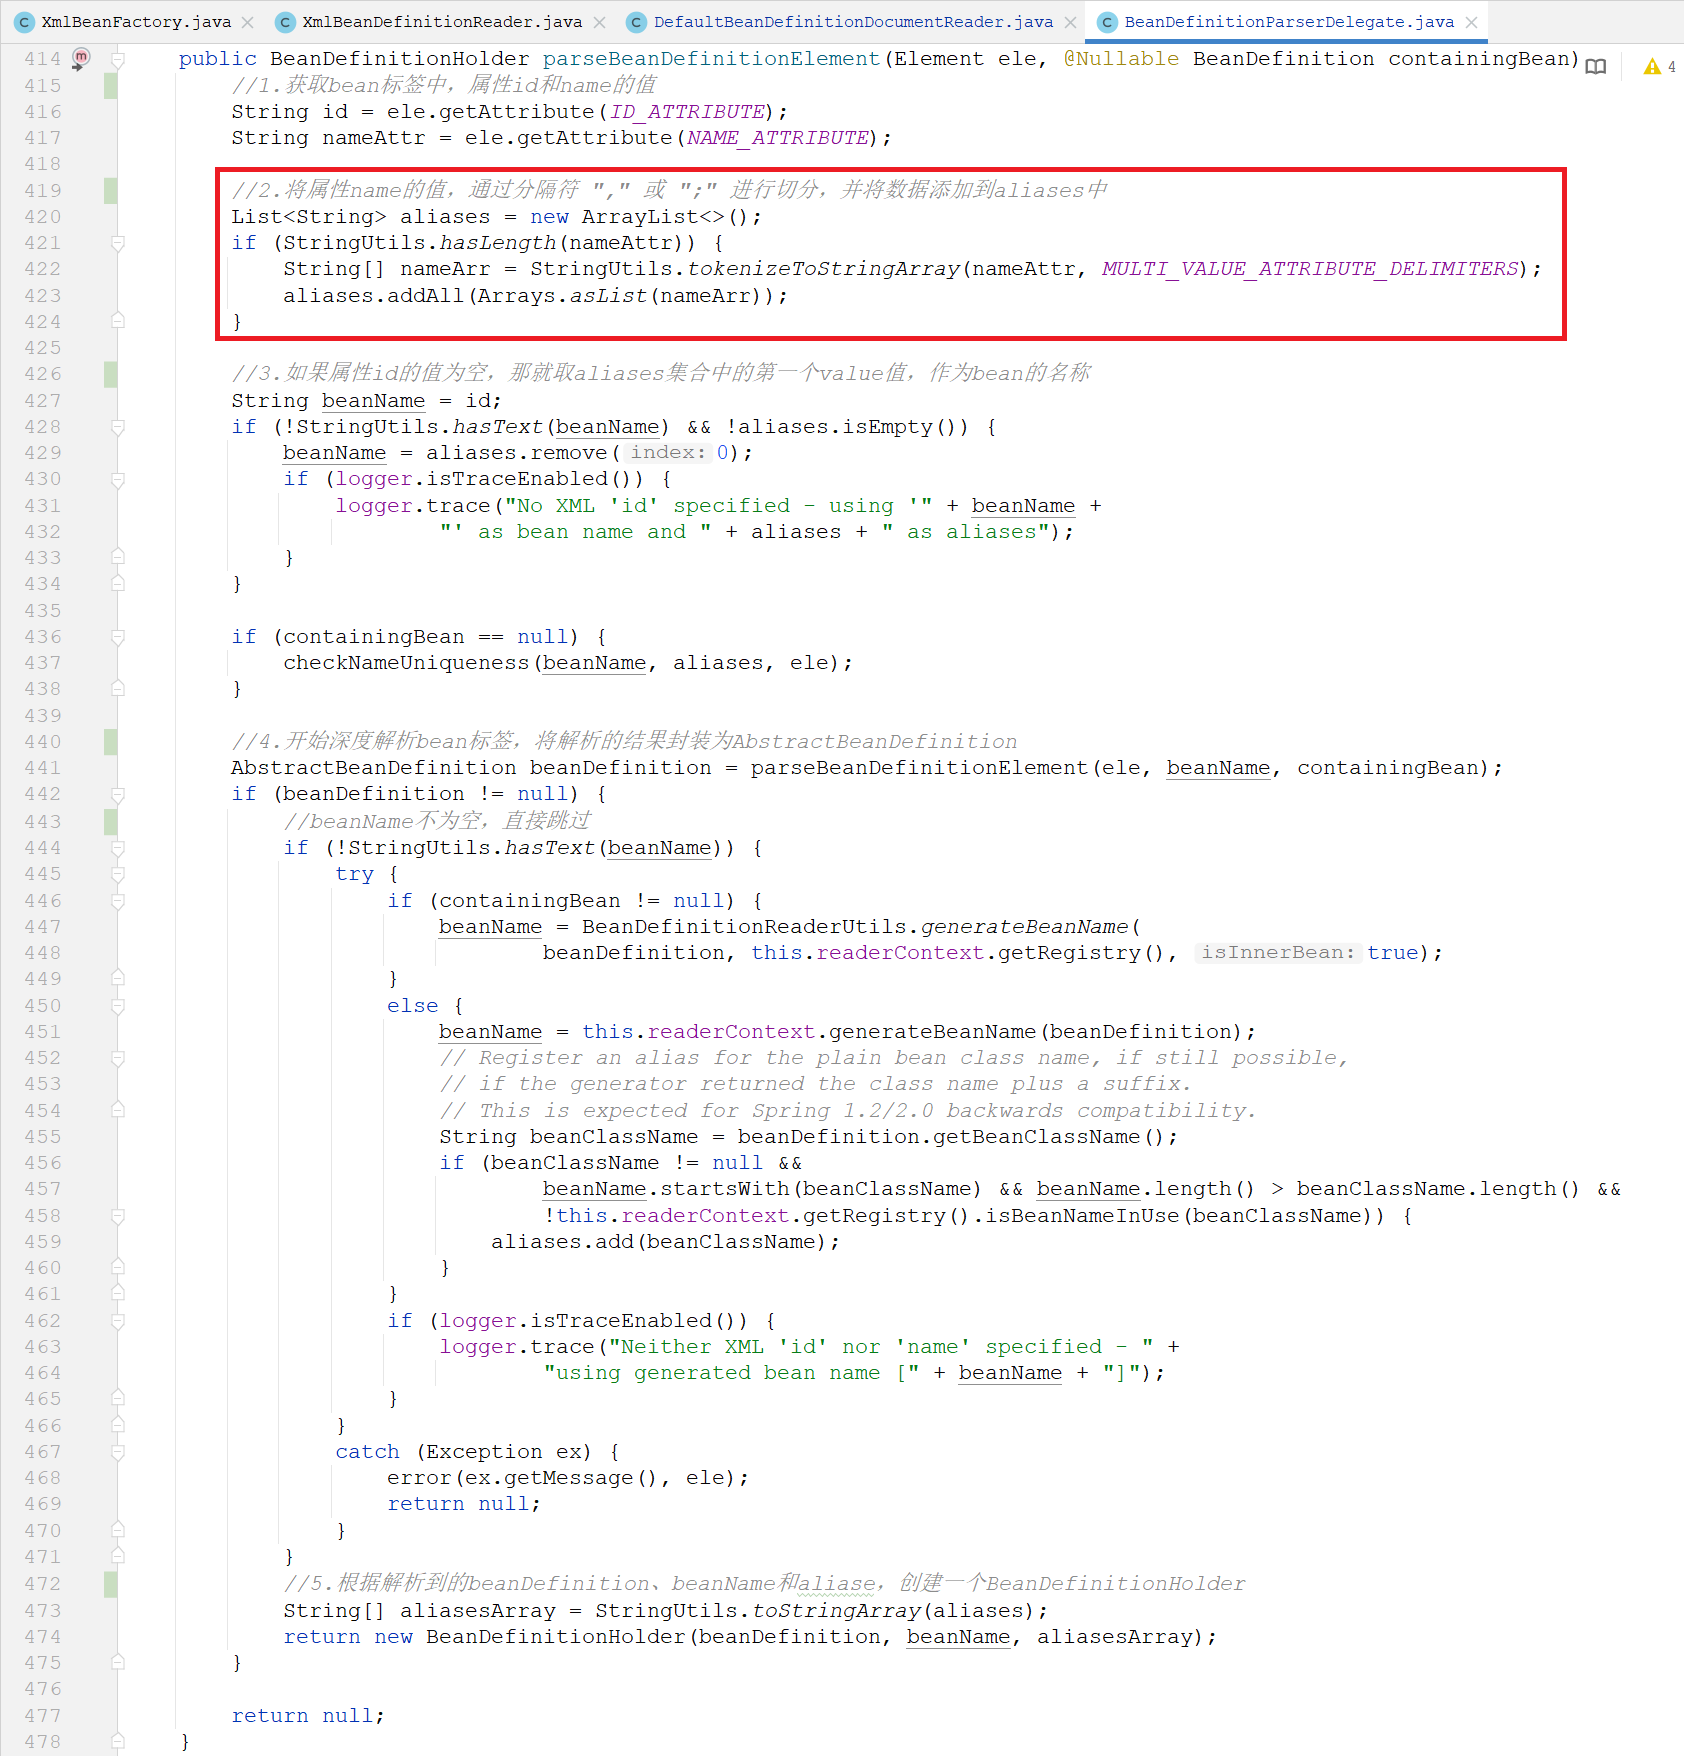 XmlBeanFactory.java XmlBeanDefinitionReader.java DefaultBeanDefinitionDocumentReader.java BeanDefinitionParserDelegate.java
414 public BeanDefinitionHolder parseBeanDefinitionElement(Element ele, @Nullable BeanDefinition containingBean) 4
415 //1.获取bean标签中，属性id和name的值
416 String id = ele.getAttribute(ID_ATTRIBUTE);
417 String nameAttr = ele.getAttribute(NAME_ATTRIBUTE);
418
419 //2.将属性name的值，通过分隔符 "," 或 ";" 进行切分，并将数据添加到aliases中
420 List<String> aliases = new ArrayList<>();
421 if (StringUtils.hasLength(nameAttr)) {
422 String[] nameArr = StringUtils.tokenizeToStringArray(nameAttr, MULTI_VALUE_ATTRIBUTE_DELIMITERS);
423 aliases.addAll(Arrays.asList(nameArr));
424 }
425
426 //3.如果属性id的值为空，那就取aliases集合中的第一个value值，作为bean的名称
427 String beanName = id;
428 if (!StringUtils.hasText(beanName) && !aliases.isEmpty()) {
429 beanName = aliases.remove( index: 0);
430 if (logger.isTraceEnabled()) {
431 logger.trace("No XML 'id' specified - using '" + beanName +
432 "' as bean name and " + aliases + " as aliases");
433 }
434 }
435
436 if (containingBean == null) {
437 checkNameUniqueness(beanName, aliases, ele);
438 }
439
440 //4.开始深度解析bean标签，将解析的结果封装为AbstractBeanDefinition
441 AbstractBeanDefinition beanDefinition = parseBeanDefinitionElement(ele, beanName, containingBean);
442 if (beanDefinition != null) {
443 //beanName不为空，直接跳过
444 if (!StringUtils.hasText(beanName)) {
445 try {
446 if (containingBean != null) {
447 beanName = BeanDefinitionReaderUtils.generateBeanName(
448 beanDefinition, this.readerContext.getRegistry(), isInnerBean: true);
449 }
450 else {
451 beanName = this.readerContext.generateBeanName(beanDefinition);
452 // Register an alias for the plain bean class name, if still possible,
453 // if the generator returned the class name plus a suffix.
454 // This is expected for Spring 1.2/2.0 backwards compatibility.
455 String beanClassName = beanDefinition.getBeanClassName();
456 if (beanClassName != null &&
457 beanName.startsWith(beanClassName) && beanName.length() > beanClassName.length() &&
458 !this.readerContext.getRegistry().isBeanNameInUse(beanClassName)) {
459 aliases.add(beanClassName);
460 }
461 }
462 if (logger.isTraceEnabled()) {
463 logger.trace("Neither XML 'id' nor 'name' specified - " +
464 "using generated bean name [" + beanName + "]");
465 }
466 }
467 catch (Exception ex) {
468 error(ex.getMessage(), ele);
469 return null;
470 }
471 }
472 //5.根据解析到的beanDefinition、beanName和aliase，创建一个BeanDefinitionHolder
473 String[] aliasesArray = StringUtils.toStringArray(aliases);
474 return new BeanDefinitionHolder(beanDefinition, beanName, aliasesArray);
475 }
476
477 return null;
478 }